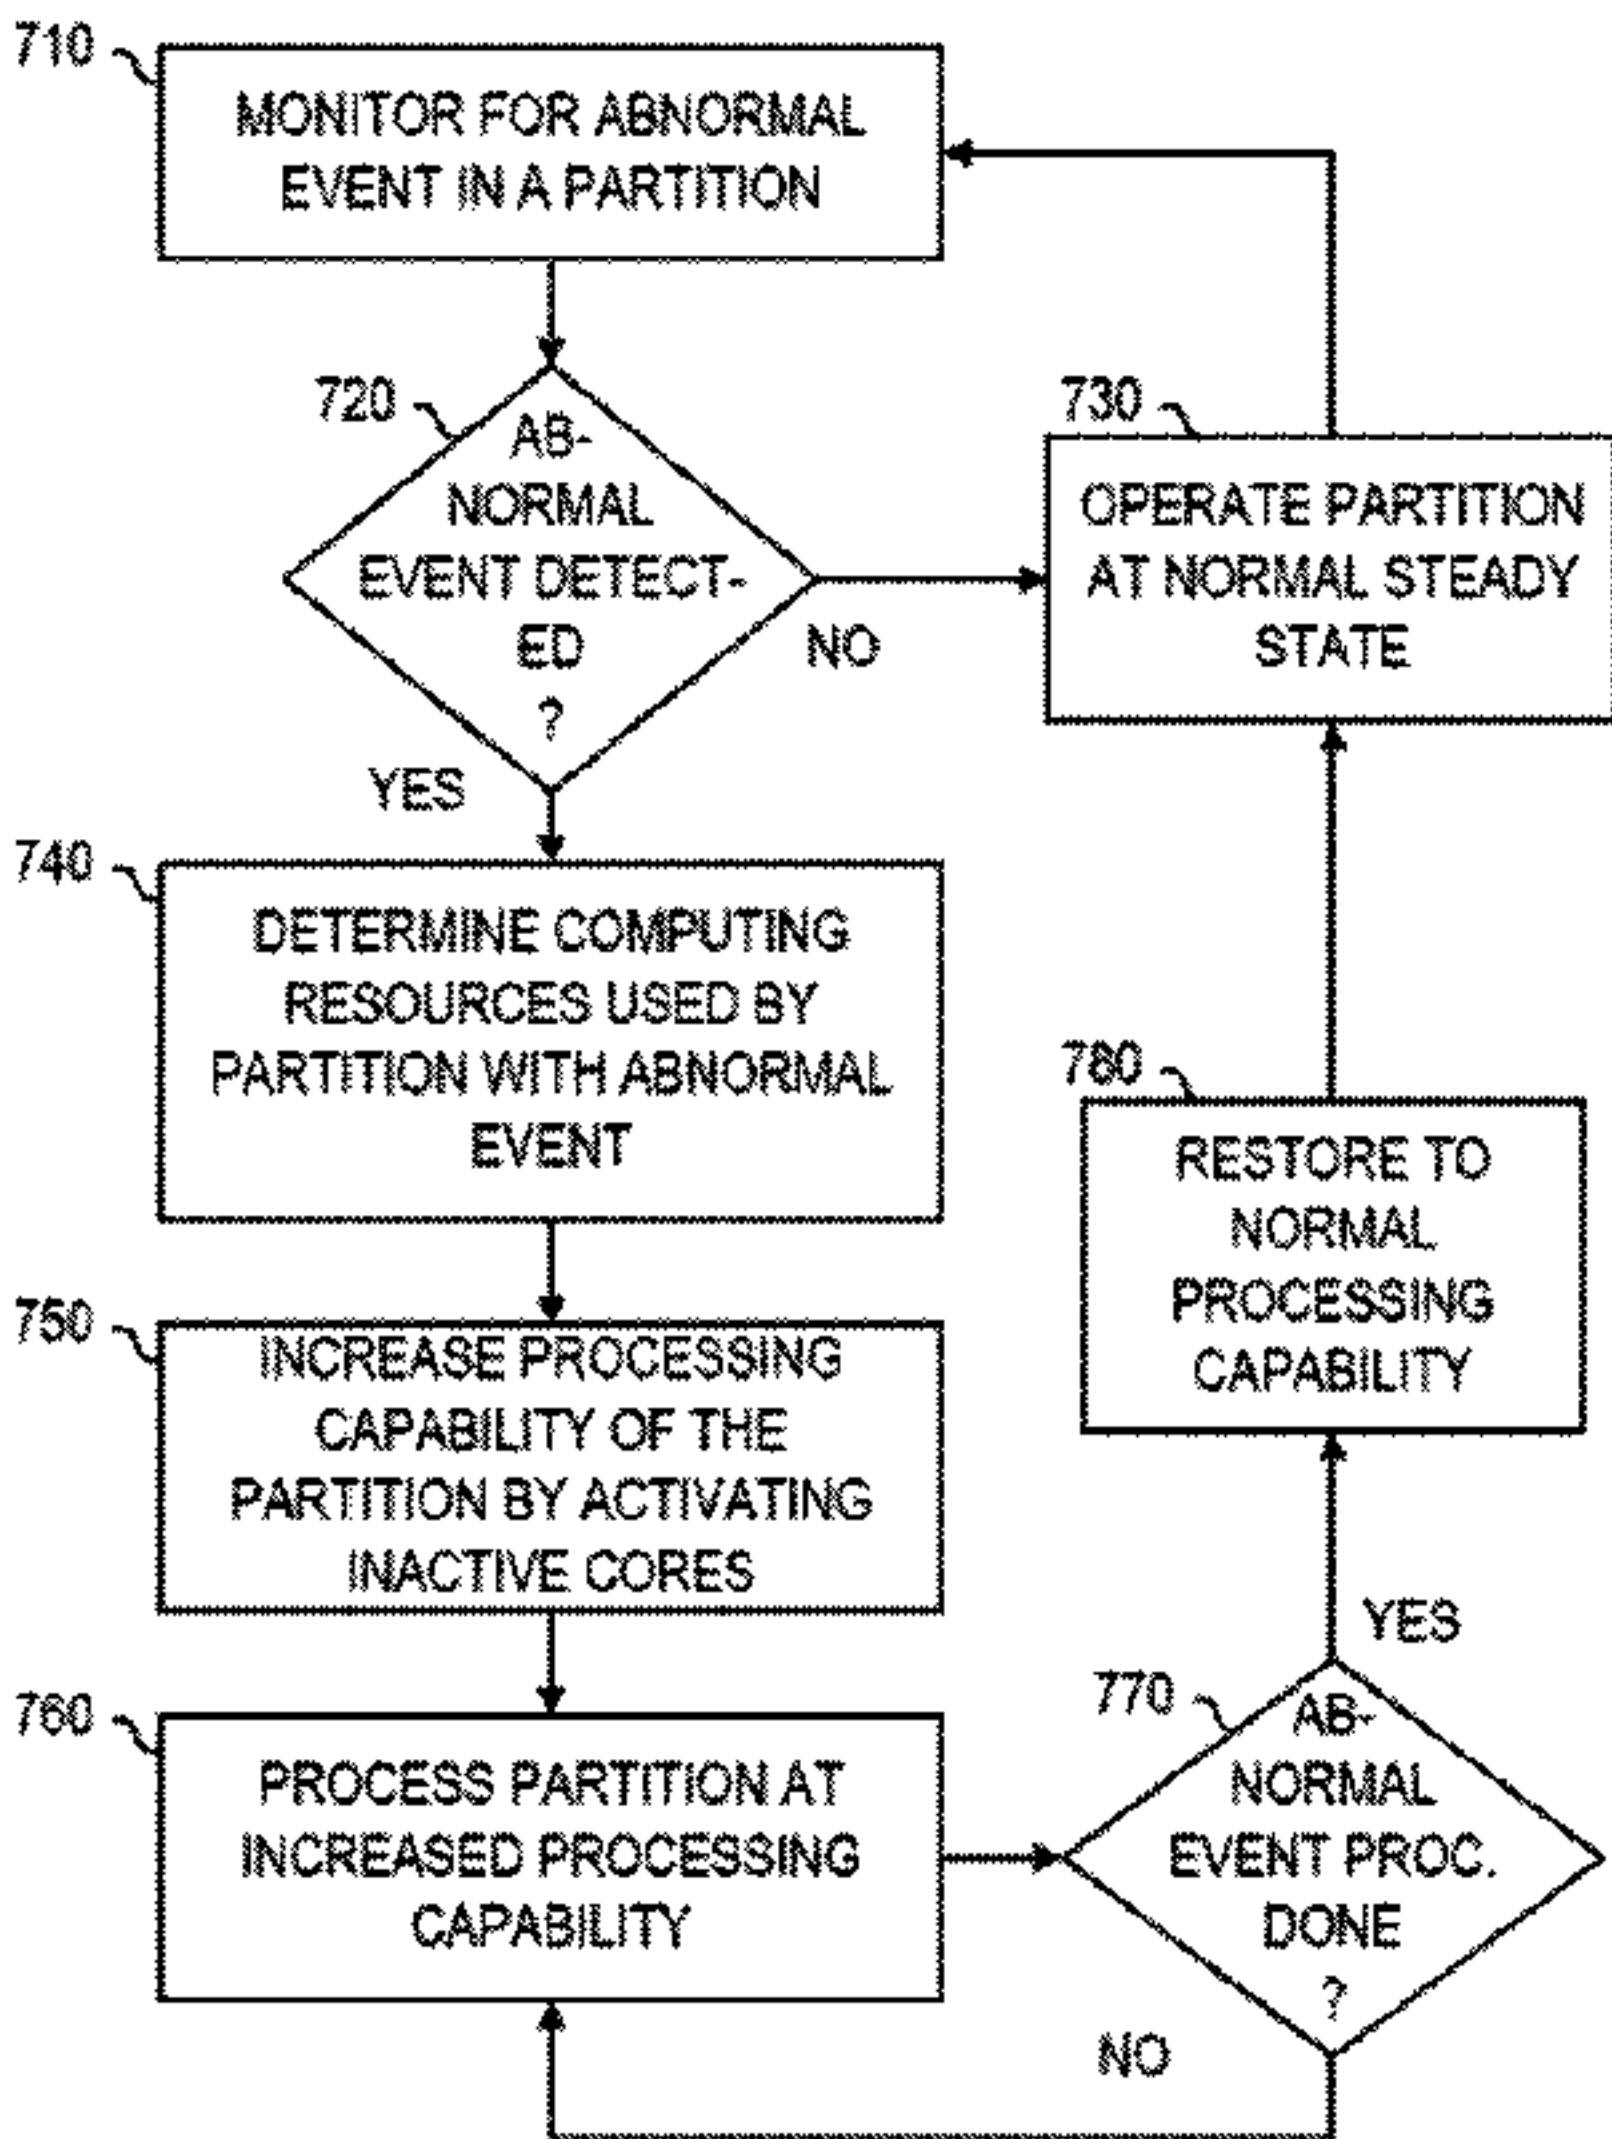 710
MONITOR FOR ABNORMAL
EVENT IN A PARTITION
720
AB-
NORMAL
EVENT DETECT-
ED
?
NO
YES
730
OPERATE PARTITION
AT NORMAL STEADY
STATE
740
DETERMINE COMPUTING
RESOURCES USED BY
PARTITION WITH ABNORMAL
EVENT
750
INCREASE PROCESSING
CAPABILITY OF THE
PARTITION BY ACTIVATING
INACTIVE CORES
760
PROCESS PARTITION AT
INCREASED PROCESSING
CAPABILITY
770
AB-
NORMAL
EVENT PROC.
DONE
?
NO
YES
780
RESTORE TO
NORMAL
PROCESSING
CAPABILITY